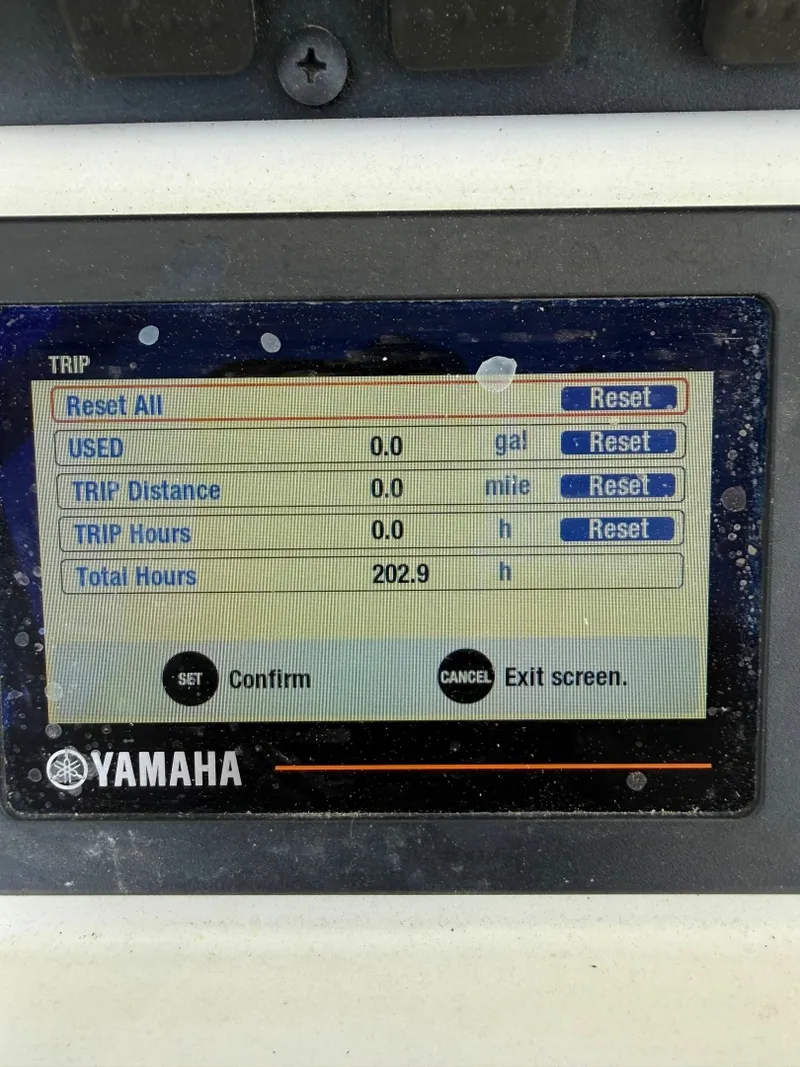 TRIP
Reset All Reset
USED 0.0 gal Reset
TRIP Distance 0.0 mile Reset
TRIP Hours 0.0 h Reset
Total Hours 202.9 h
SET Confirm CANCEL Exit screen.
YAMAHA